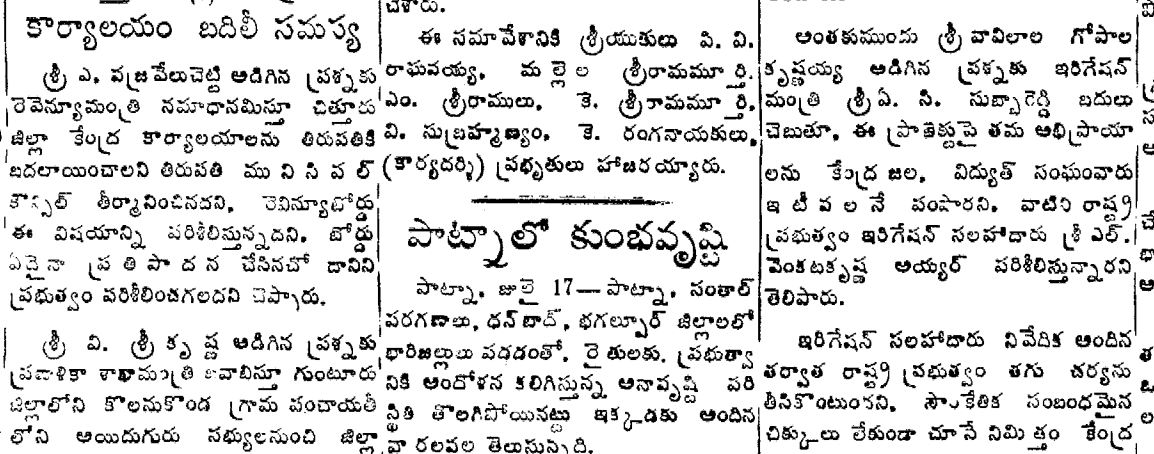 కార్యాలయం బదిలీ సమస్య
శ్రీ ఎ. వజ్రవేలుచెట్టి అడిగిన ప్రశ్నకు
రెవెన్యూమంత్రి సమాధానమిస్తూ చిత్తూరు
జిల్లా కేంద్ర కార్యాలయాలను తిరుపతికి
బదలాయించాలని తిరుపతి మునిసిపల్
కౌన్సిల్ తీర్మానించినదని, రెవిన్యూబోర్డు
ఈ విషయాన్ని పరిశీలిస్తున్నదని, బోర్డు
ఏదైనా ప్రతిపాదన చేసినచో దానిని
ప్రభుత్వం పరిశీలించగలదని చెప్పారు.
శ్రీ వి. శ్రీకృష్ణ అడిగిన ప్రశ్నకు
ప్రణాళికా శాఖామంత్రి జవాబిస్తూ గుంటూరు
జిల్లాలోని కొలనుకొండ గ్రామ పంచాయతీ
లోని అయిదుగురు సభ్యులనుంచి జిల్లా
చేశారు.
ఈ సమావేశానికి శ్రీయుతులు పి. వి.
రాఘవయ్య, మల్లెల శ్రీరామమూర్తి,
ఎం. శ్రీరాములు, కె. శ్రీరామమూర్తి,
వి. సుబ్రహ్మణ్యం, కె. రంగనాయకులు,
(కార్యదర్శి) ప్రభృతులు హాజరయ్యారు.
పాట్నాలో కుంభవృష్టి
పాట్నా, జులై 17—పాట్నా, సంతాల్
పరగణాలు, ధన్‌బాద్, భగల్పూర్ జిల్లాలలో
భారిజల్లులు పడడంతో, రైతులకు, ప్రభుత్వా
నికి ఆందోళన కలిగిస్తున్న అనావృష్టి పరి
స్థితి తొలగిపోయినట్టు ఇక్కడకు అందిన
వార్తలవల్ల తెలుస్తున్నది.
అంతకుముందు శ్రీ వావిలాల గోపాల
కృష్ణయ్య అడిగిన ప్రశ్నకు ఇరిగేషన్
మంత్రి శ్రీ ఏ. సి. సుబ్బారెడ్డి బదులు
చెబుతూ, ఈ ప్రాజెక్టుపై తమ అభిప్రాయా
లను కేంద్ర జల, విద్యుత్ సంఘంవారు
ఇటీవలనే పంపారని, వాటిని రాష్ట్ర
ప్రభుత్వం ఇరిగేషన్ సలహాదారు శ్రీ ఎల్.
వెంకటకృష్ణ అయ్యర్ పరిశీలిస్తున్నారని
తెలిపారు.
ఇరిగేషన్ సలహాదారు నివేదిక అందిన
తర్వాత రాష్ట్ర ప్రభుత్వం తగు చర్యను
తీసికొంటుందని, సాంకేతిక సంబంధమైన
చిక్కులు లేకుండా చూసే నిమిత్తం కేంద్ర